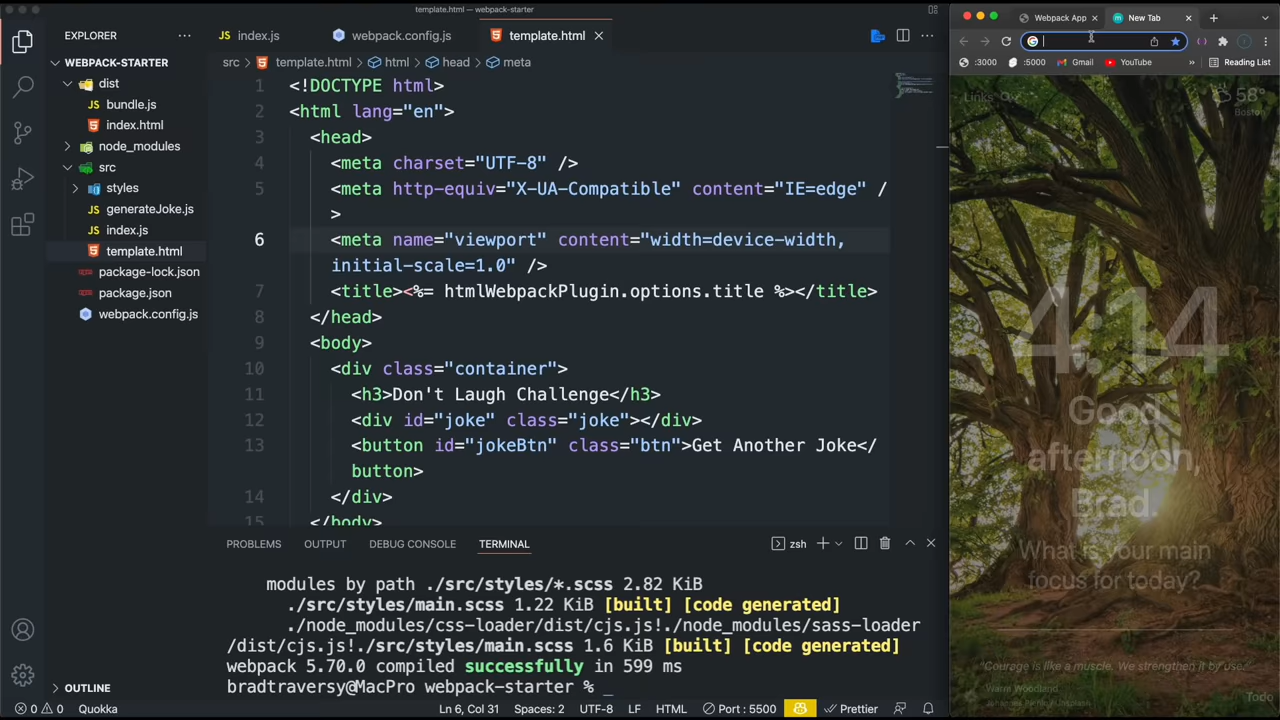 template.html — webpack-starter
EXPLORER
WEBPACK-STARTER
dist
bundle.js
index.html
node_modules
src
styles
generateJoke.js
index.js
template.html
package-lock.json
package.json
webpack.config.js
OUTLINE
index.js
webpack.config.js
template.html
src > template.html > html > head > meta
1 <!DOCTYPE html>
2 <html lang="en">
3 <head>
4 <meta charset="UTF-8" />
5 <meta http-equiv="X-UA-Compatible" content="IE=edge" /
>
6 <meta name="viewport" content="width=device-width,
initial-scale=1.0" />
7 <title><%= htmlWebpackPlugin.options.title %></title>
8 </head>
9 <body>
10 <div class="container">
11 <h3>Don't Laugh Challenge</h3>
12 <div id="joke" class="joke"></div>
13 <button id="jokeBtn" class="btn">Get Another Joke</
button>
14 </div>
15 </body>
PROBLEMS OUTPUT DEBUG CONSOLE TERMINAL
zsh
modules by path ./src/styles/*.scss 2.82 KiB
./src/styles/main.scss 1.22 KiB [built] [code generated]
./node_modules/css-loader/dist/cjs.js!./node_modules/sass-loader
/dist/cjs.js!./src/styles/main.scss 1.6 KiB [built] [code generated]
webpack 5.70.0 compiled successfully in 599 ms
bradtraversy@MacPro webpack-starter %
0 0 Quokka Ln 6, Col 31 Spaces: 2 UTF-8 LF HTML Port : 5500 Prettier
Webpack App
New Tab
:3000 :5000 Gmail YouTube » Reading List
Links
58°
Boston
4:14
Good
afternoon,
Brad.
What is your main
focus for today?
"Courage is like a muscle. We strengthen it by use."
Warm Woodland
Todo